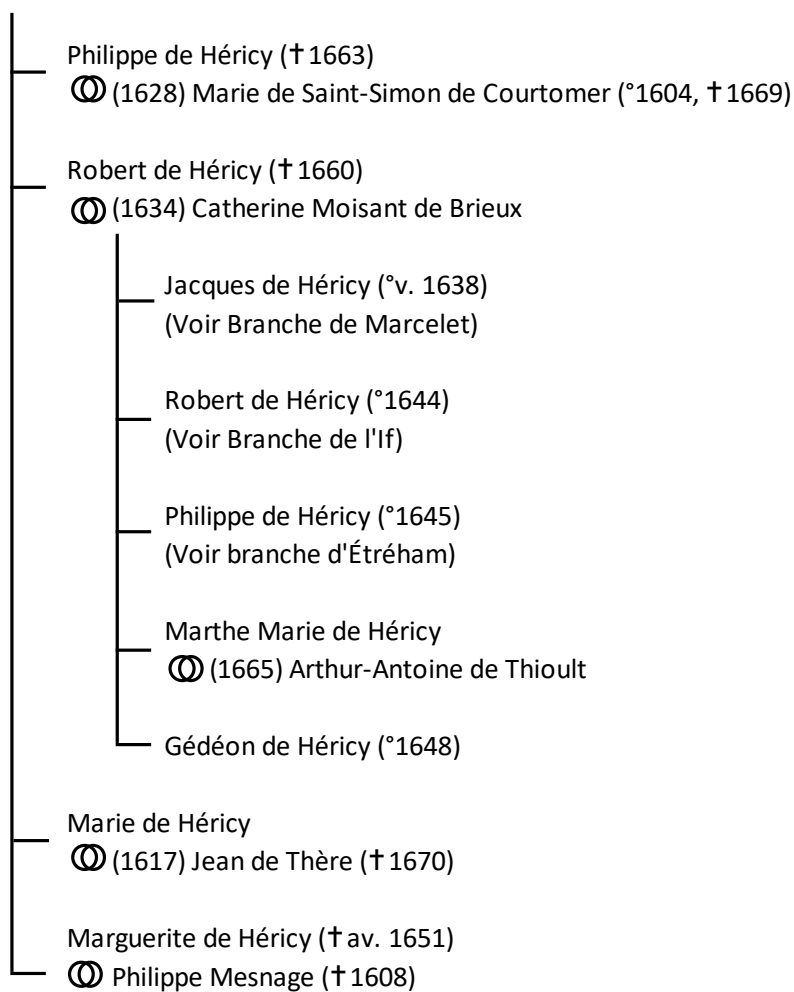 Philippe de Héricy (✝1663)
(1628) Marie de Saint-Simon de Courtomer (°1604, ✝1669)
Robert de Héricy (✝1660)
(1634) Catherine Moisant de Brieux
Jacques de Héricy (°v. 1638)
(Voir Branche de Marcelet)
Robert de Héricy (°1644)
(Voir Branche de l'If)
Philippe de Héricy (°1645)
(Voir branche d'Étréham)
Marthe Marie de Héricy
(1665) Arthur-Antoine de Thioult
Gédéon de Héricy (°1648)
Marie de Héricy
(1617) Jean de Thère (✝1670)
Marguerite de Héricy (✝av. 1651)
Philippe Mesnage (✝1608)